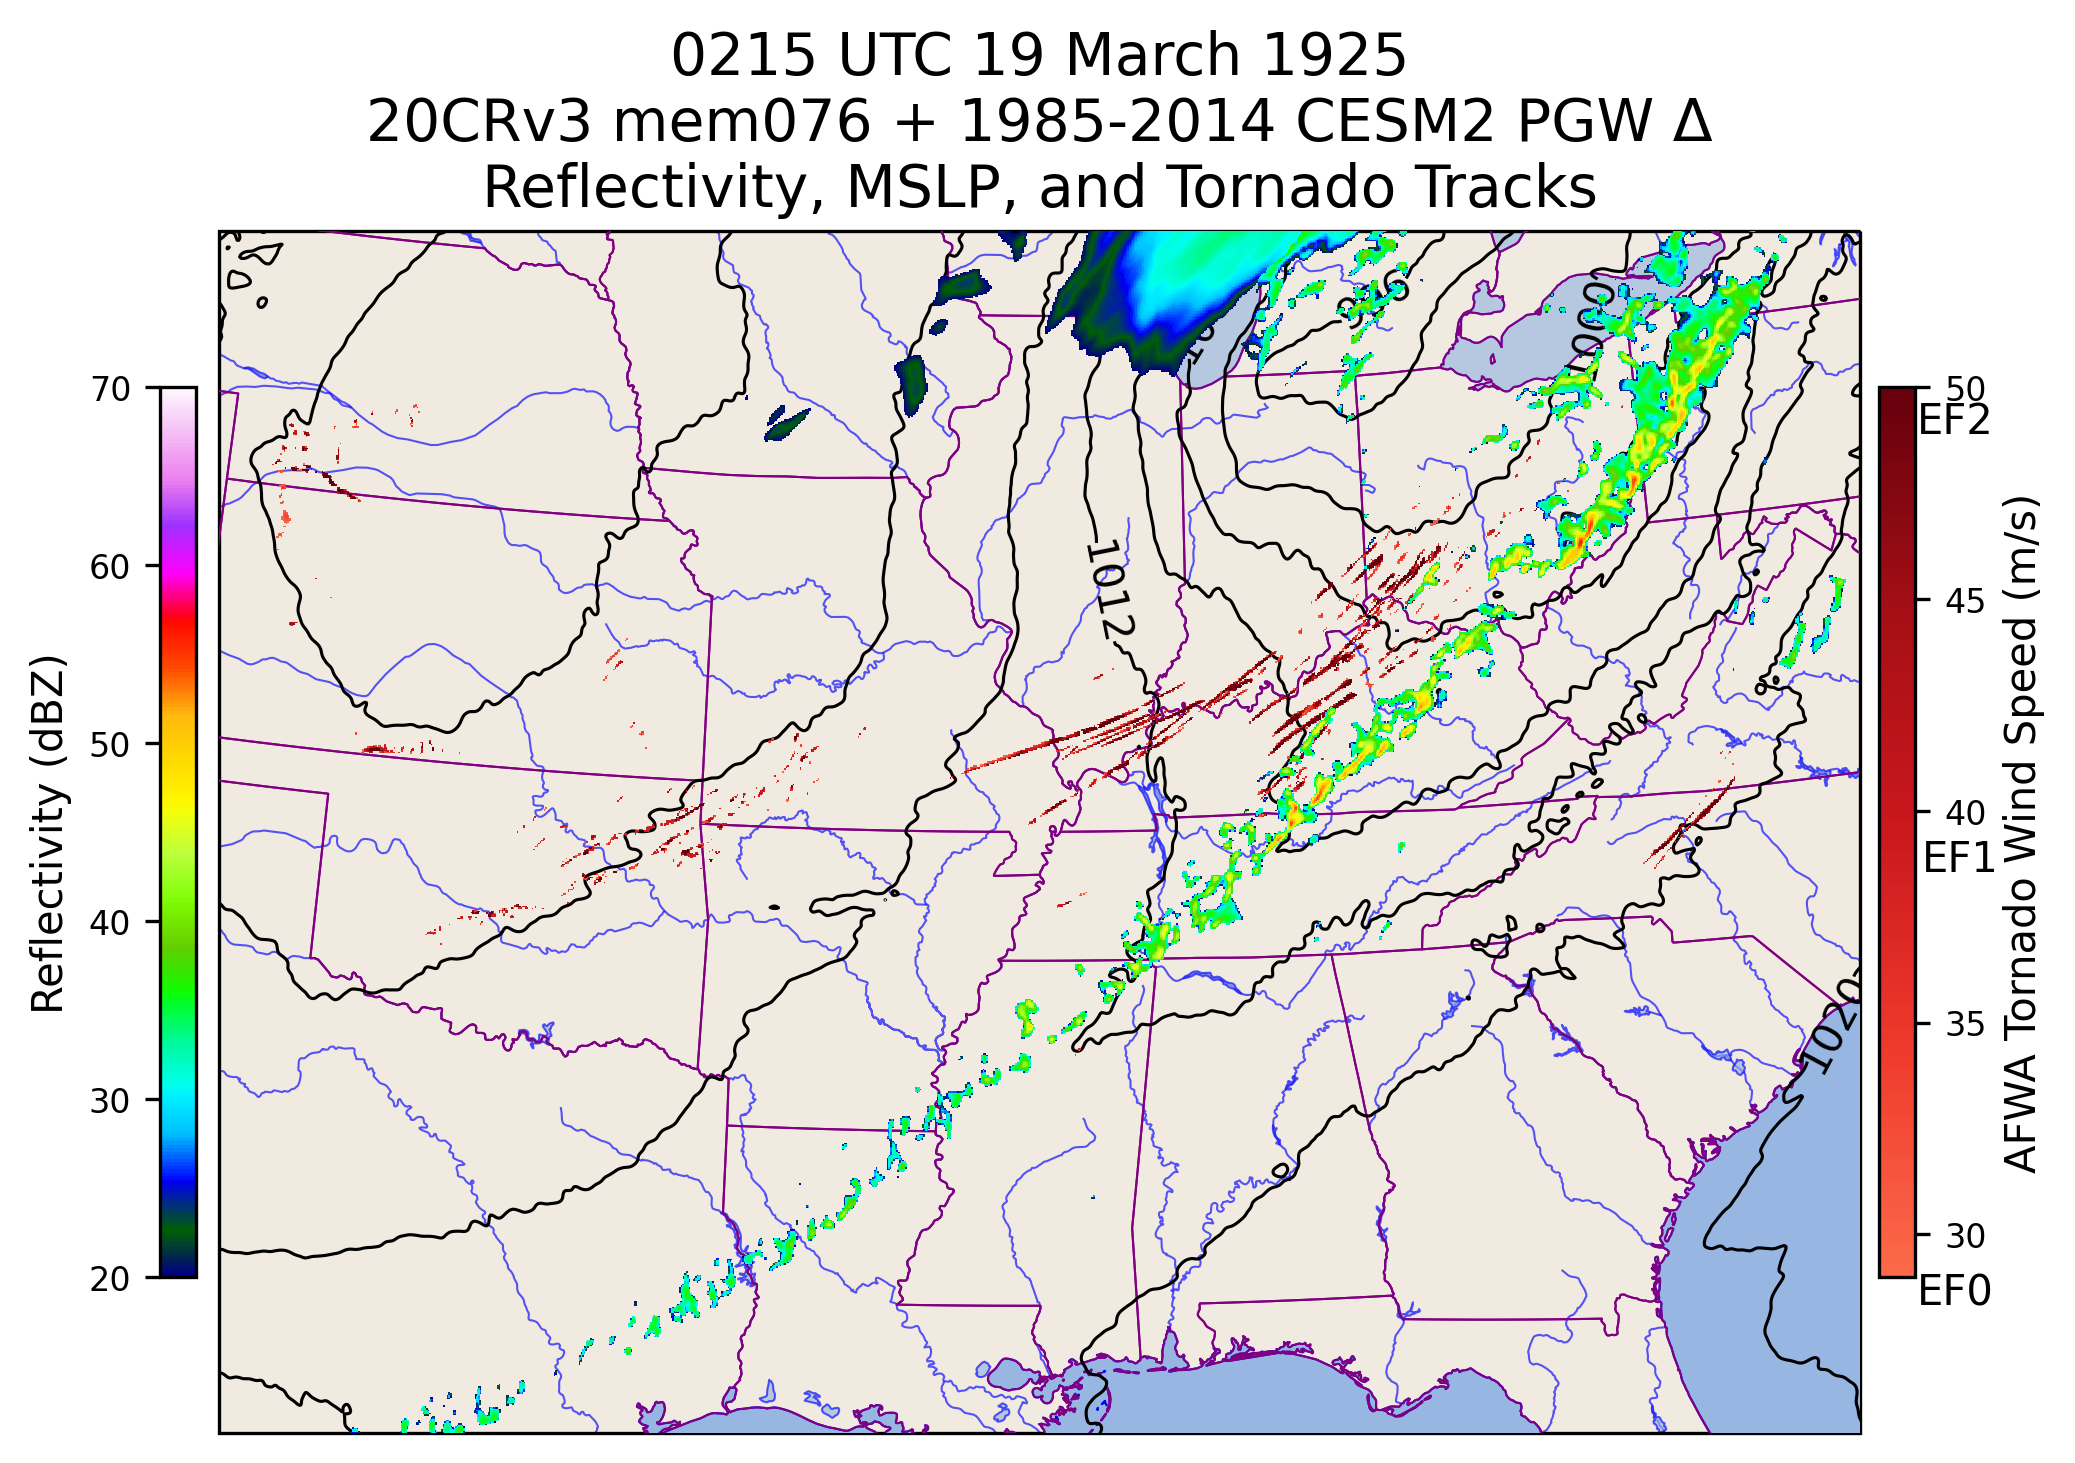 0215 UTC 19 March 1925
20CRv3 mem076 + 1985-2014 CESM2 PGW Δ
Reflectivity, MSLP, and Tornado Tracks
Reflectivity (dBZ)
70
60
50
40
30
20
1000
1012
1020
50
EF2
45
40
EF1
35
30
EF0
AFWA Tornado Wind Speed (m/s)